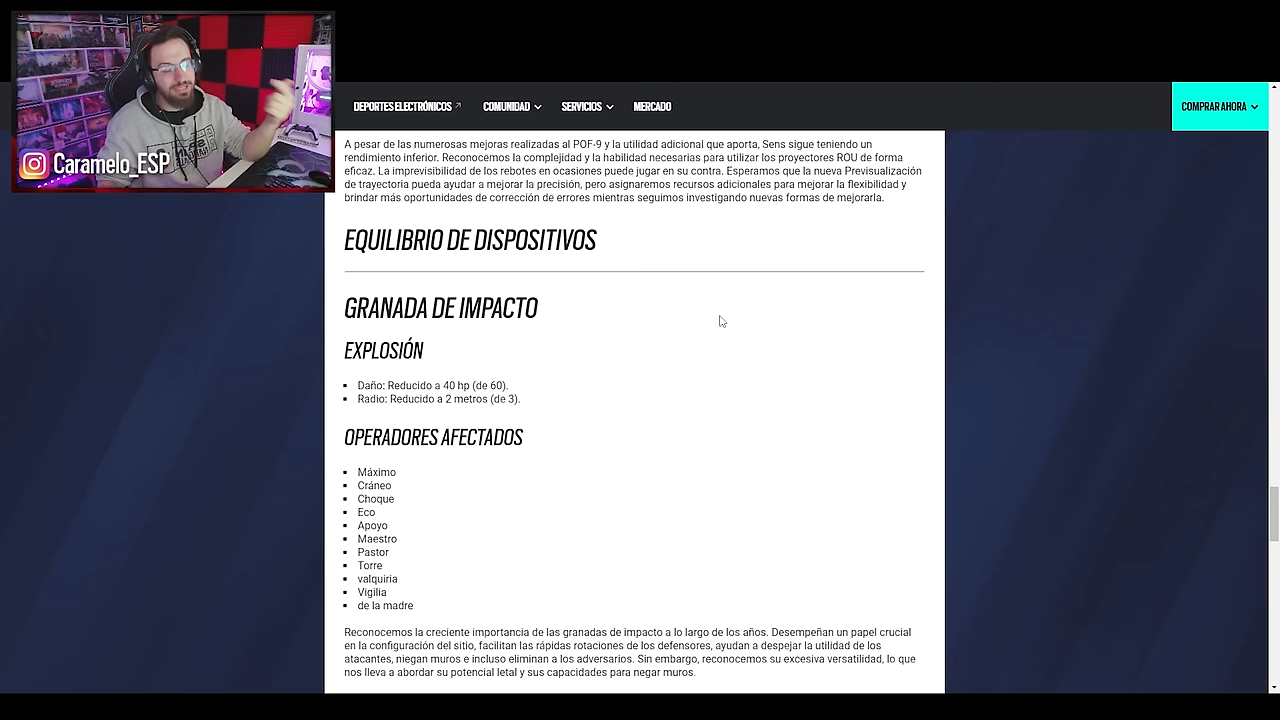 Caramelo_ESP
DEPORTES ELECTRÓNICOS
COMUNIDAD
SERVICIOS
MERCADO
COMPRAR AHORA
A pesar de las numerosas mejoras realizadas al POF-9 y la utilidad adicional que aporta, Sens sigue teniendo un
rendimiento inferior. Reconocemos la complejidad y la habilidad necesarias para utilizar los proyectores ROU de forma
eficaz. La imprevisibilidad de los rebotes en ocasiones puede jugar en su contra. Esperamos que la nueva Previsualización
de trayectoria pueda ayudar a mejorar la precisión, pero asignaremos recursos adicionales para mejorar la flexibilidad y
brindar más oportunidades de corrección de errores mientras seguimos investigando nuevas formas de mejorarla.
EQUILIBRIO DE DISPOSITIVOS
GRANADA DE IMPACTO
EXPLOSIÓN
Daño: Reducido a 40 hp (de 60).
Radio: Reducido a 2 metros (de 3).
OPERADORES AFECTADOS
Máximo
Cráneo
Choque
Eco
Apoyo
Maestro
Pastor
Torre
valquiria
Vigilia
de la madre
Reconocemos la creciente importancia de las granadas de impacto a lo largo de los años. Desempeñan un papel crucial
en la configuración del sitio, facilitan las rápidas rotaciones de los defensores, ayudan a despejar la utilidad de los
atacantes, niegan muros e incluso eliminan a los adversarios. Sin embargo, reconocemos su excesiva versatilidad, lo que
nos lleva a abordar su potencial letal y sus capacidades para negar muros.